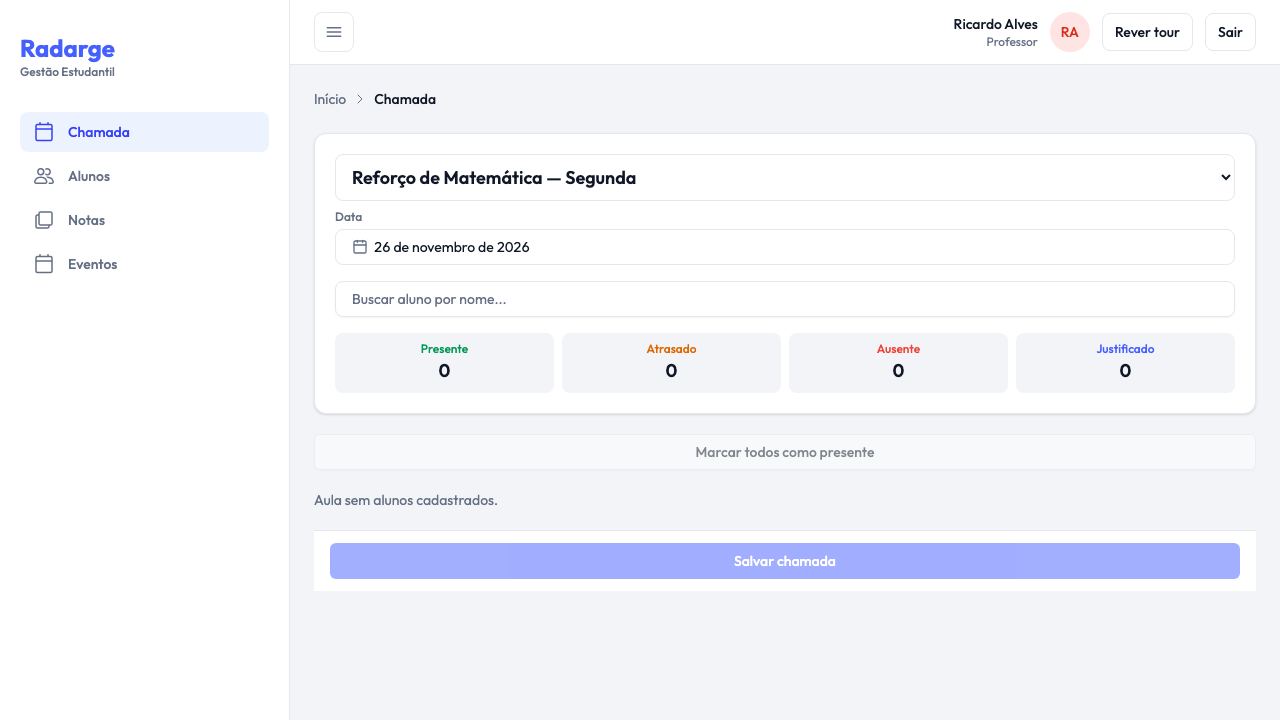 Radarge
Gestão Estudantil
Chamada
Alunos
Notas
Eventos
Ricardo Alves
Professor
RA
Rever tour
Sair
Início
Chamada
Reforço de Matemática — Segunda
Data
26 de novembro de 2026
Buscar aluno por nome...
Presente
0
Atrasado
0
Ausente
0
Justificado
0
Marcar todos como presente
Aula sem alunos cadastrados.
Salvar chamada